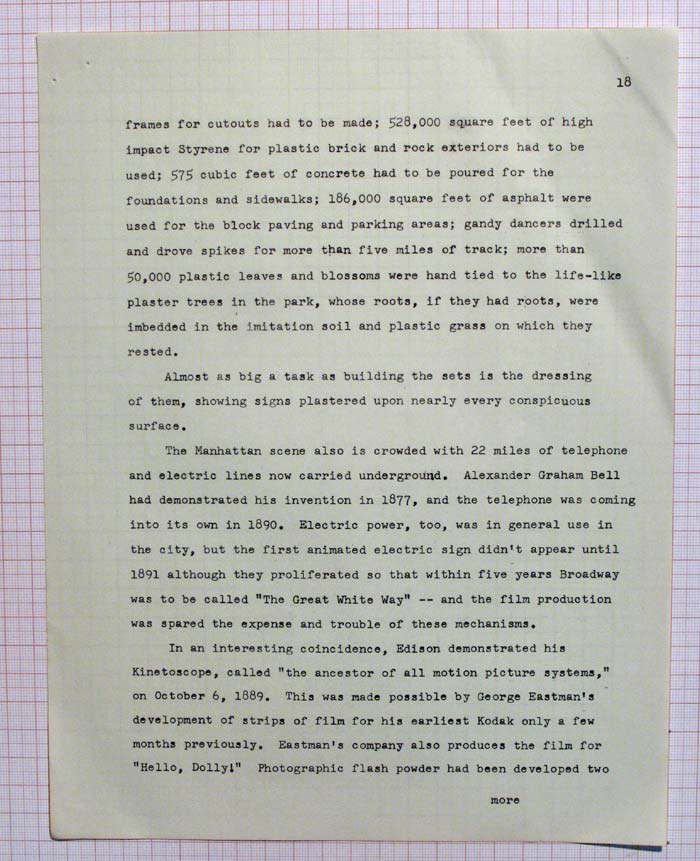 18
frames for cutouts had to be made; 528,000 square feet of high
impact Styrene for plastic brick and rock exteriors had to be
used; 575 cubic feet of concrete had to be poured for the
foundations and sidewalks; 186,000 square feet of asphalt were
used for the block paving and parking areas; gandy dancers drilled
and drove spikes for more than five miles of track; more than
50,000 plastic leaves and blossoms were hand tied to the life-like
plaster trees in the park, whose roots, if they had roots, were
imbedded in the imitation soil and plastic grass on which they
rested.
Almost as big a task as building the sets is the dressing
of them, showing signs plastered upon nearly every conspicuous
surface.
The Manhattan scene also is crowded with 22 miles of telephone
and electric lines now carried underground. Alexander Graham Bell
had demonstrated his invention in 1877, and the telephone was coming
into its own in 1890. Electric power, too, was in general use in
the city, but the first animated electric sign didn't appear until
1891 although they proliferated so that within five years Broadway
was to be called "The Great White Way" -- and the film production
was spared the expense and trouble of these mechanisms.
In an interesting coincidence, Edison demonstrated his
Kinetoscope, called "the ancestor of all motion picture systems,"
on October 6, 1889. This was made possible by George Eastman's
development of strips of film for his earliest Kodak only a few
months previously. Eastman's company also produces the film for
"Hello, Dolly!" Photographic flash powder had been developed two
more